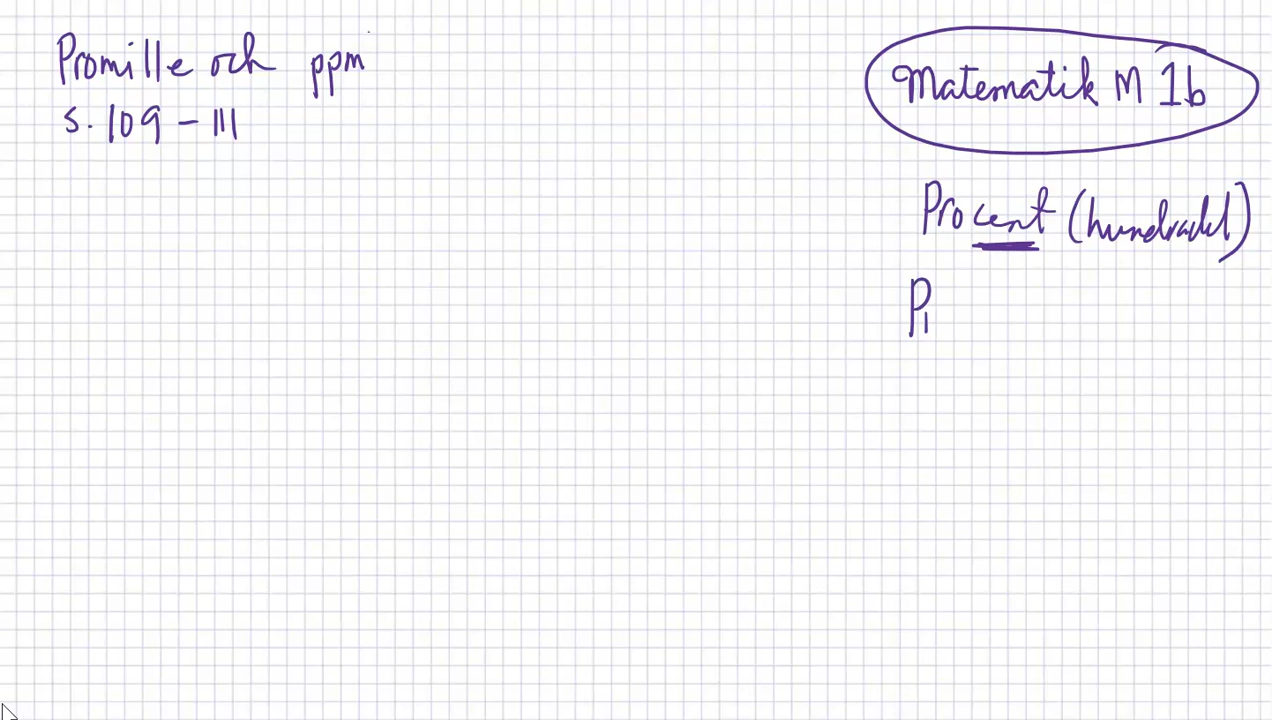 Promille och ppm
s. 109 - 111
Matematik M 1b
Procent (hundradel)
P